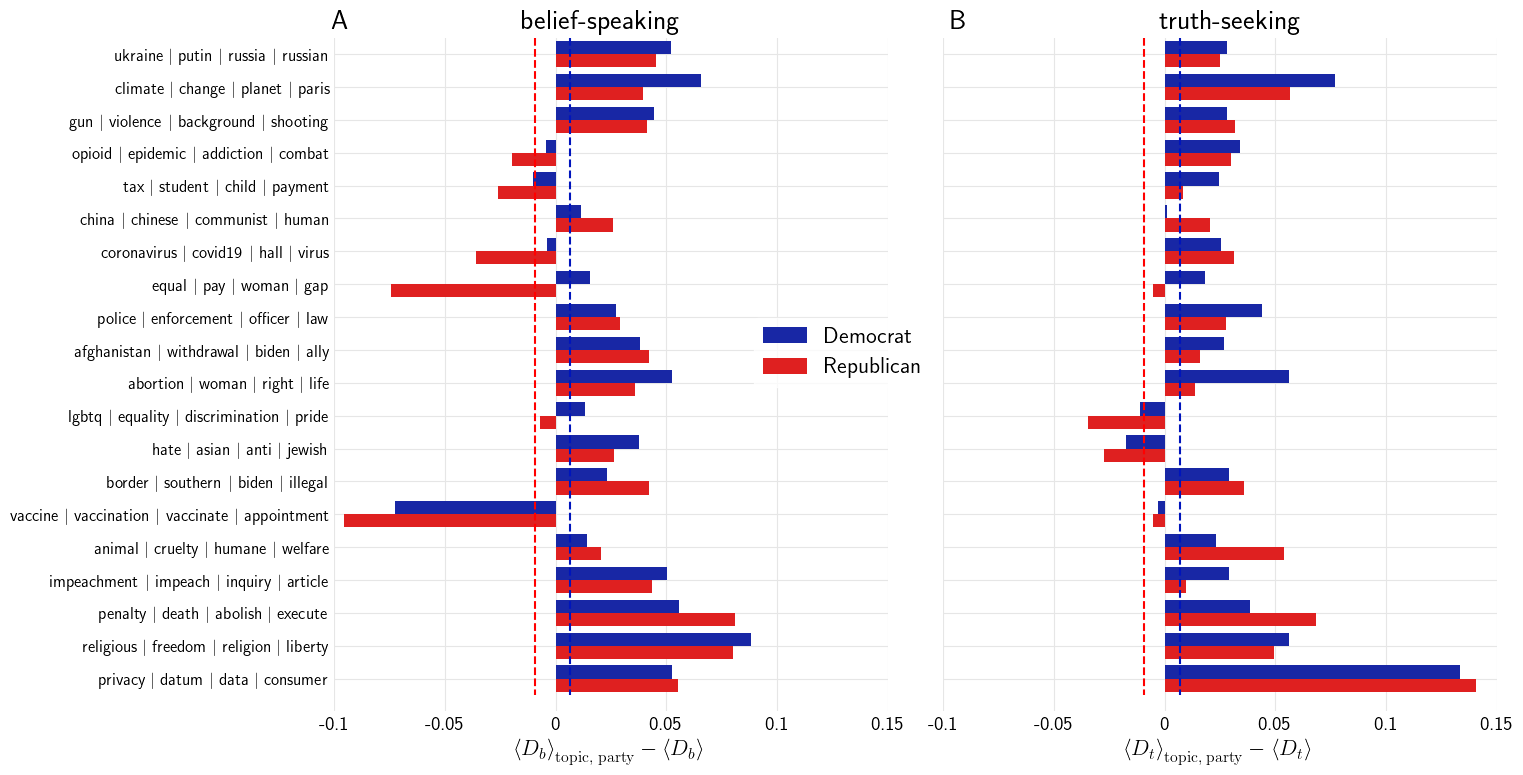 A
belief-speaking
B
truth-seeking
ukraine | putin | russia | russian
climate | change | planet | paris
gun | violence | background | shooting
opioid | epidemic | addiction | combat
tax | student | child | payment
china | chinese | communist | human
coronavirus | covid19 | hall | virus
equal | pay | woman | gap
police | enforcement | officer | law
afghanistan | withdrawal | biden | ally
abortion | woman | right | life
lgbtq | equality | discrimination | pride
hate | asian | anti | jewish
border | southern | biden | illegal
vaccine | vaccination | vaccinate | appointment
animal | cruelty | humane | welfare
impeachment | impeach | inquiry | article
penalty | death | abolish | execute
religious | freedom | religion | liberty
privacy | datum | data | consumer
Democrat
Republican
-0.1 -0.05 0 0.05 0.1 0.15
-0.1 -0.05 0 0.05 0.1 0.15
⟨D_b⟩_topic, party − ⟨D_b⟩
⟨D_t⟩_topic, party − ⟨D_t⟩